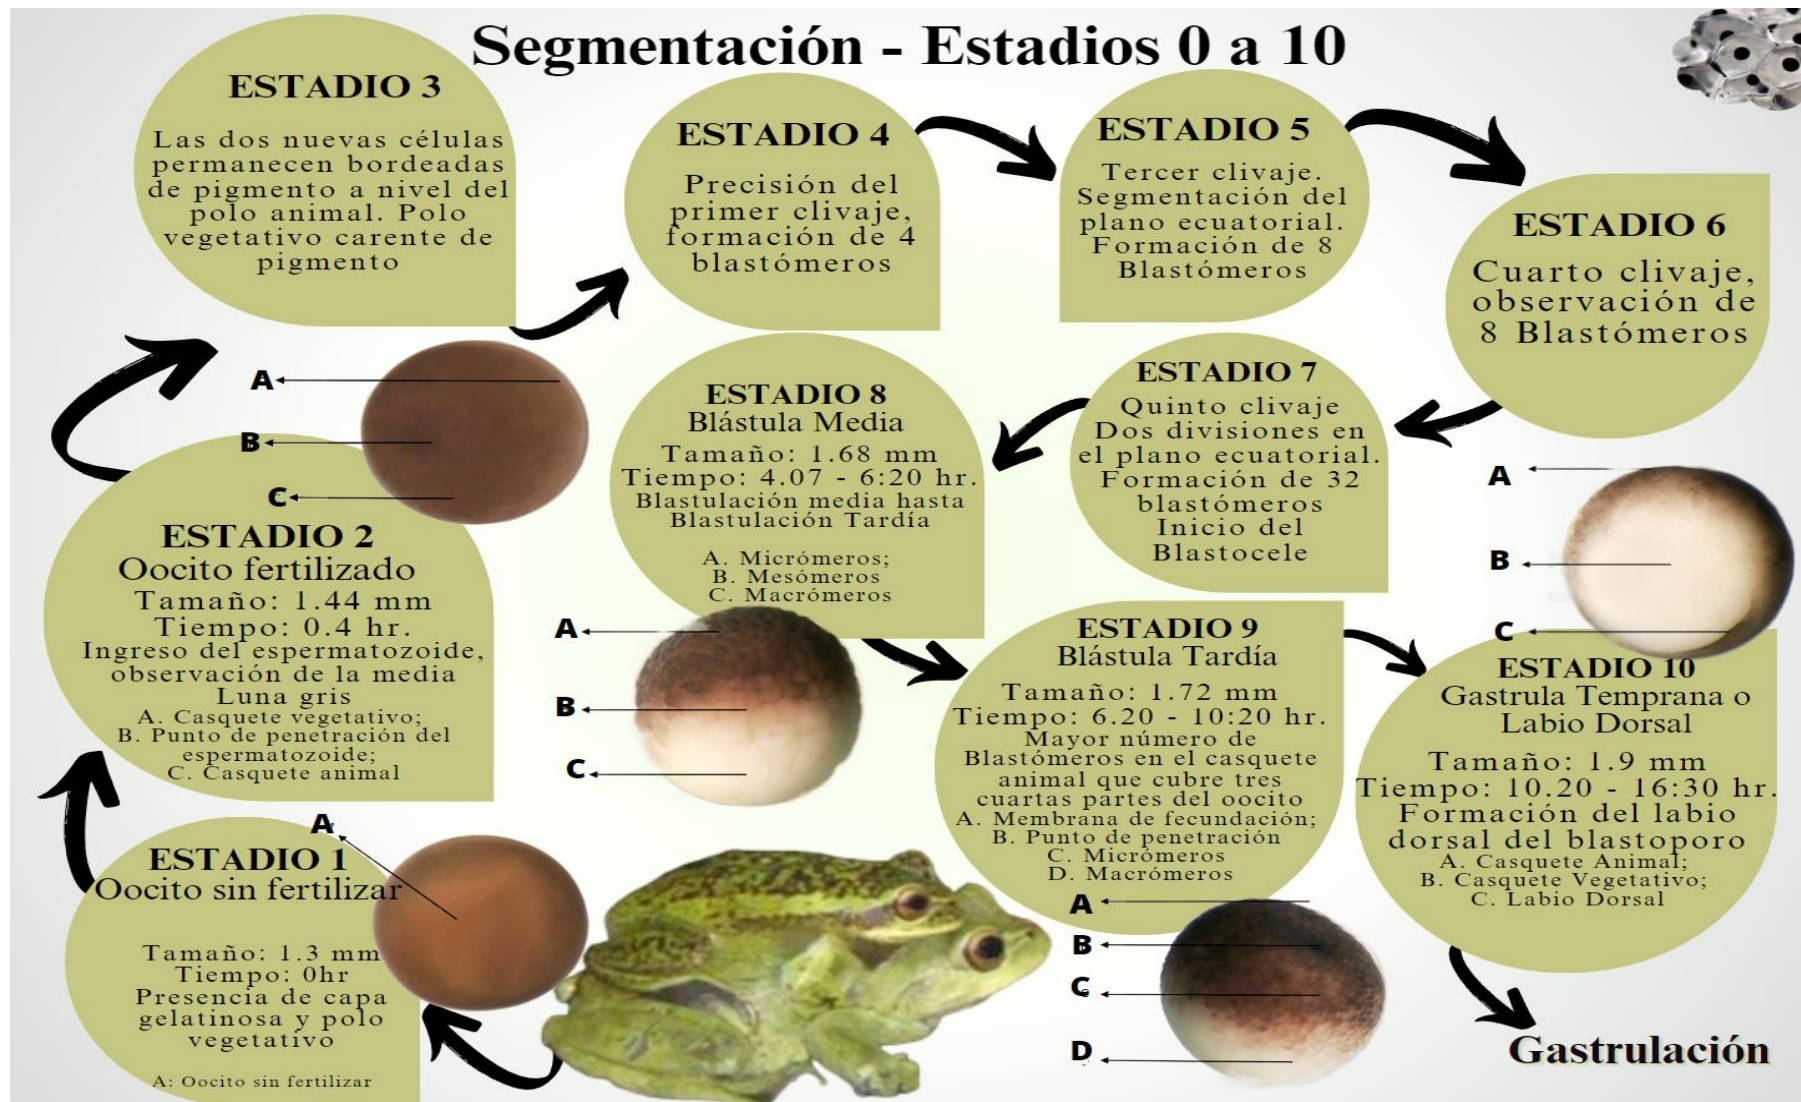 Segmentación - Estadios 0 a 10
ESTADIO 1
Oocito sin fertilizar
Tamaño: 1.3 mm
Tiempo: 0hr
Presencia de capa
gelatinosa y polo
vegetativo
A: Oocito sin fertilizar
A
ESTADIO 2
Oocito fertilizado
Tamaño: 1.44 mm
Tiempo: 0.4 hr.
Ingreso del espermatozoide,
observación de la media
Luna gris
A. Casquete vegetativo;
B. Punto de penetración del
espermatozoide;
C. Casquete animal
A
B
C
ESTADIO 3
Las dos nuevas células
permanecen bordeadas
de pigmento a nivel del
polo animal. Polo
vegetativo carente de
pigmento
ESTADIO 4
Precisión del
primer clivaje,
formación de 4
blastómeros
ESTADIO 5
Tercer clivaje.
Segmentación del
plano ecuatorial.
Formación de 8
Blastómeros
ESTADIO 6
Cuarto clivaje,
observación de
8 Blastómeros
ESTADIO 7
Quinto clivaje
Dos divisiones en
el plano ecuatorial.
Formación de 32
blastómeros
Inicio del
Blastocele
ESTADIO 8
Blástula Media
Tamaño: 1.68 mm
Tiempo: 4.07 - 6:20 hr.
Blastulación media hasta
Blastulación Tardía
A. Micrómeros;
B. Mesómeros
C. Macrómeros
A
B
C
ESTADIO 9
Blástula Tardía
Tamaño: 1.72 mm
Tiempo: 6.20 - 10:20 hr.
Mayor número de
Blastómeros en el casquete
animal que cubre tres
cuartas partes del oocito
A. Membrana de fecundación;
B. Punto de penetración
C. Micrómeros
D. Macrómeros
A
B
C
D
ESTADIO 10
Gastrula Temprana o
Labio Dorsal
Tamaño: 1.9 mm
Tiempo: 10.20 - 16:30 hr.
Formación del labio
dorsal del blastoporo
A. Casquete Animal;
B. Casquete Vegetativo;
C. Labio Dorsal
A
B
C
Gastrulación